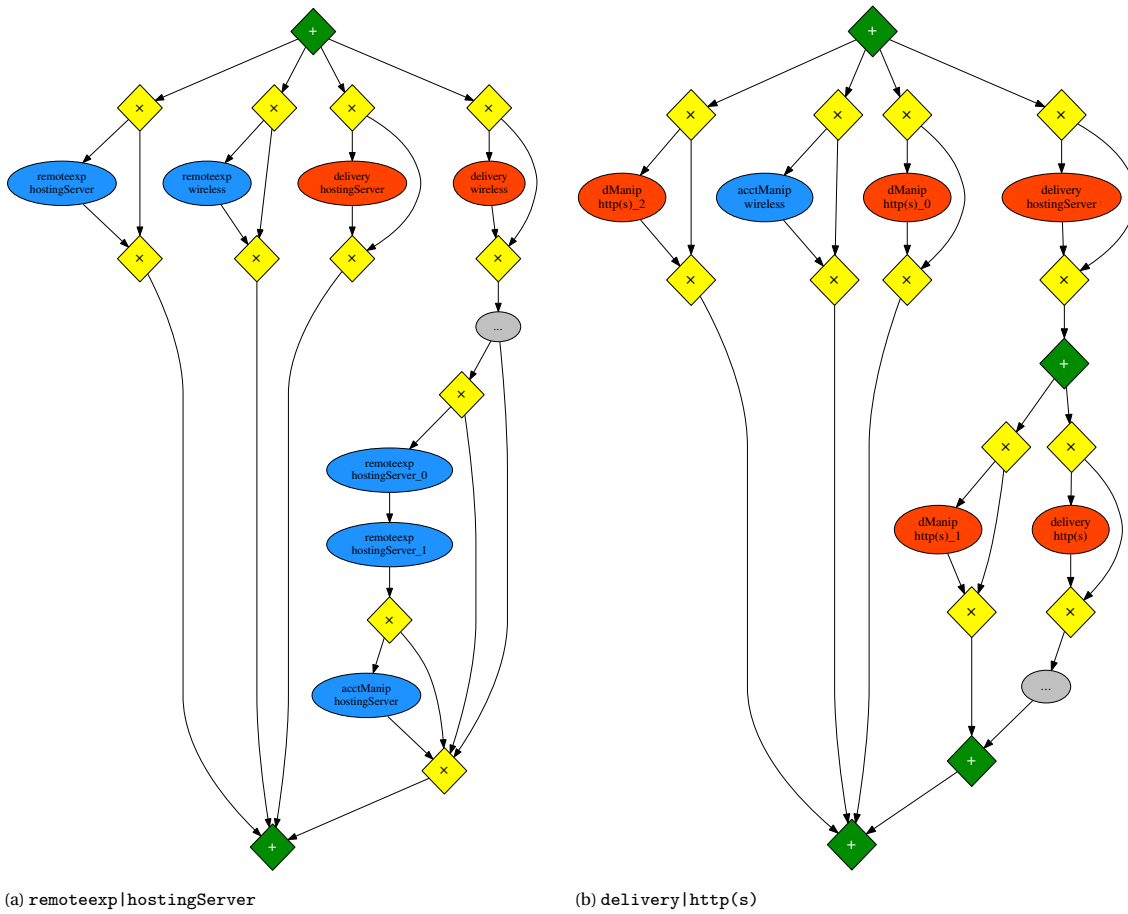 +
× × × ×
remoteexp
hostingServer
remoteexp
wireless
delivery
hostingServer
delivery
wireless
× × × ×
...
×
remoteexp
hostingServer_0
remoteexp
hostingServer_1
×
acctManip
hostingServer
×
+
(a) remoteexp|hostingServer
+
× × × ×
dManip
http(s)_2
acctManip
wireless
dManip
http(s)_0
delivery
hostingServer
× × × ×
+
× ×
dManip
http(s)_1
delivery
http(s)
× ×
...
+
+
(b) delivery|http(s)